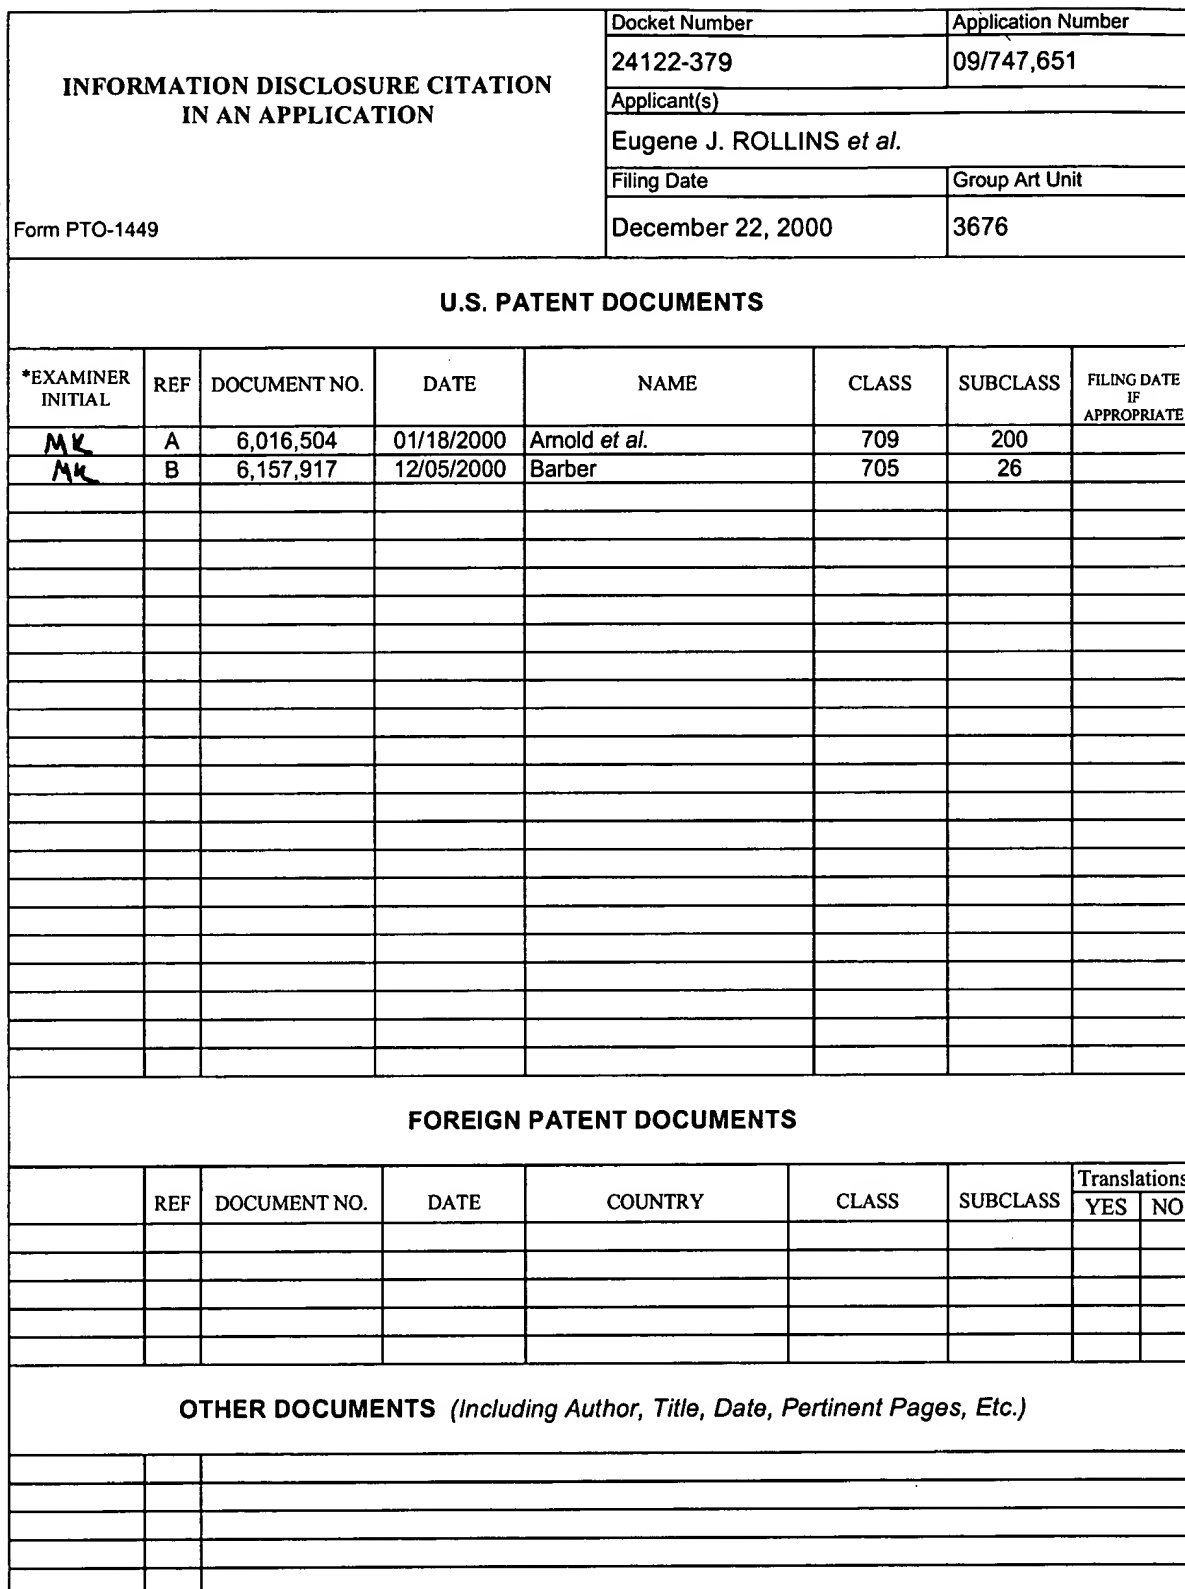 Docket Number Application Number
24122-379 09/747,651
INFORMATION DISCLOSURE CITATION
IN AN APPLICATION
Applicant(s)
Eugene J. ROLLINS et al.
Filing Date Group Art Unit
Form PTO-1449 December 22, 2000 3676
U.S. PATENT DOCUMENTS
*EXAMINER INITIAL REF DOCUMENT NO. DATE NAME CLASS SUBCLASS FILING DATE IF APPROPRIATE
MK A 6,016,504 01/18/2000 Arnold et al. 709 200
MK B 6,157,917 12/05/2000 Barber 705 26
FOREIGN PATENT DOCUMENTS
REF DOCUMENT NO. DATE COUNTRY CLASS SUBCLASS Translations
YES NO
OTHER DOCUMENTS (Including Author, Title, Date, Pertinent Pages, Etc.)